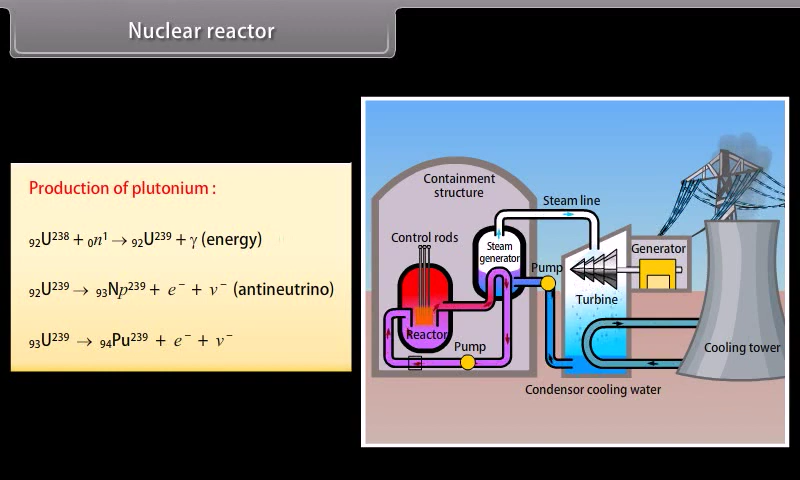 Nuclear reactor
Production of plutonium :
₉₂U²³⁸ + ₀n¹ → ₉₂U²³⁹ + γ (energy)
₉₂U²³⁹ → ₉₃Np²³⁹ + e⁻ + ν⁻ (antineutrino)
₉₃U²³⁹ → ₉₄Pu²³⁹ + e⁻ + ν⁻
Containment
structure
Steam line
Control rods
Steam
generator
Pump
Generator
Turbine
Reactor
Pump
Cooling tower
Condensor cooling water